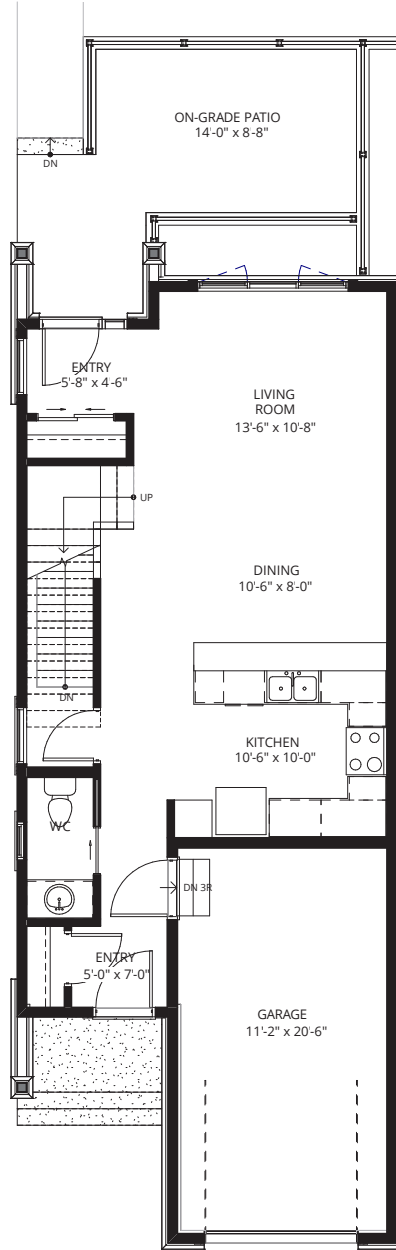 ON-GRADE PATIO
14'-0" x 8'-8"
DN
ENTRY
5'-8" x 4'-6"
LIVING
ROOM
13'-6" x 10'-8"
UP
DINING
10'-6" x 8'-0"
DN
KITCHEN
10'-6" x 10'-0"
WC
DN 3R
ENTRY
5'-0" x 7'-0"
GARAGE
11'-2" x 20'-6"